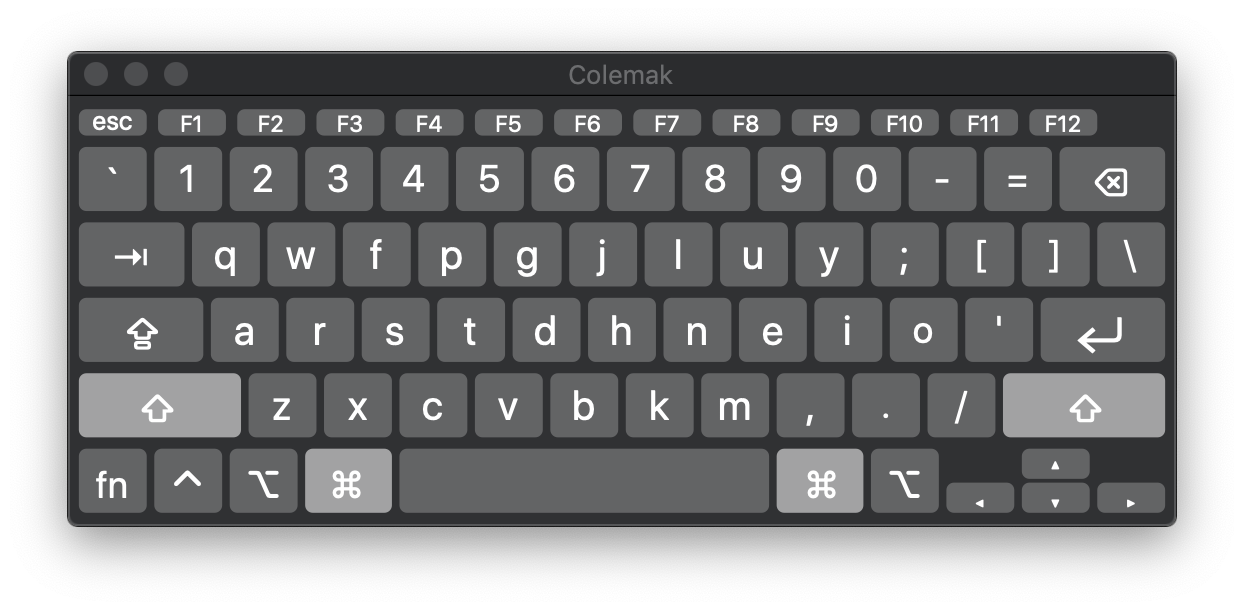 Colemak
esc F1 F2 F3 F4 F5 F6 F7 F8 F9 F10 F11 F12
` 1 2 3 4 5 6 7 8 9 0 - =
q w f p g j l u y ; [ ] \
a r s t d h n e i o '
z x c v b k m , . /
fn ^ ⌥ ⌘ ⌘ ⌥